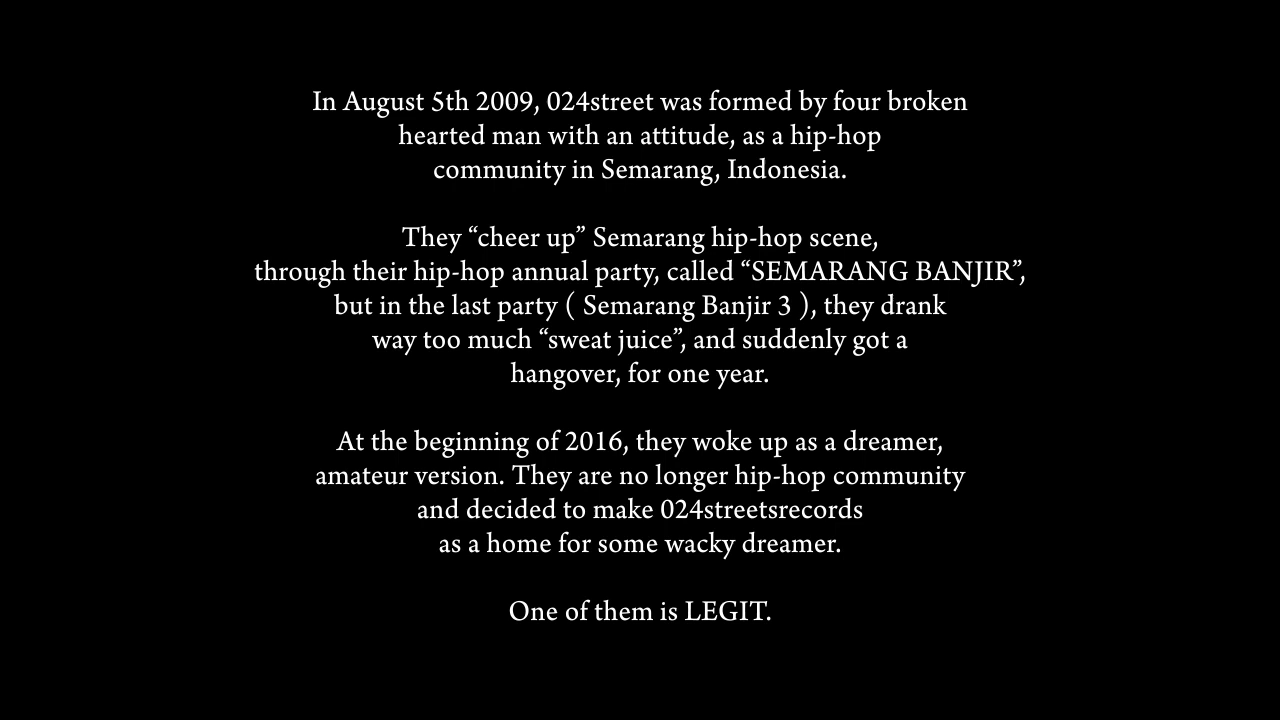 In August 5th 2009, 024street was formed by four broken
hearted man with an attitude, as a hip-hop
community in Semarang, Indonesia.
They “cheer up” Semarang hip-hop scene,
through their hip-hop annual party, called “SEMARANG BANJIR”,
but in the last party ( Semarang Banjir 3 ), they drank
way too much “sweat juice”, and suddenly got a
hangover, for one year.
At the beginning of 2016, they woke up as a dreamer,
amateur version. They are no longer hip-hop community
and decided to make 024streetsrecords
as a home for some wacky dreamer.
One of them is LEGIT.